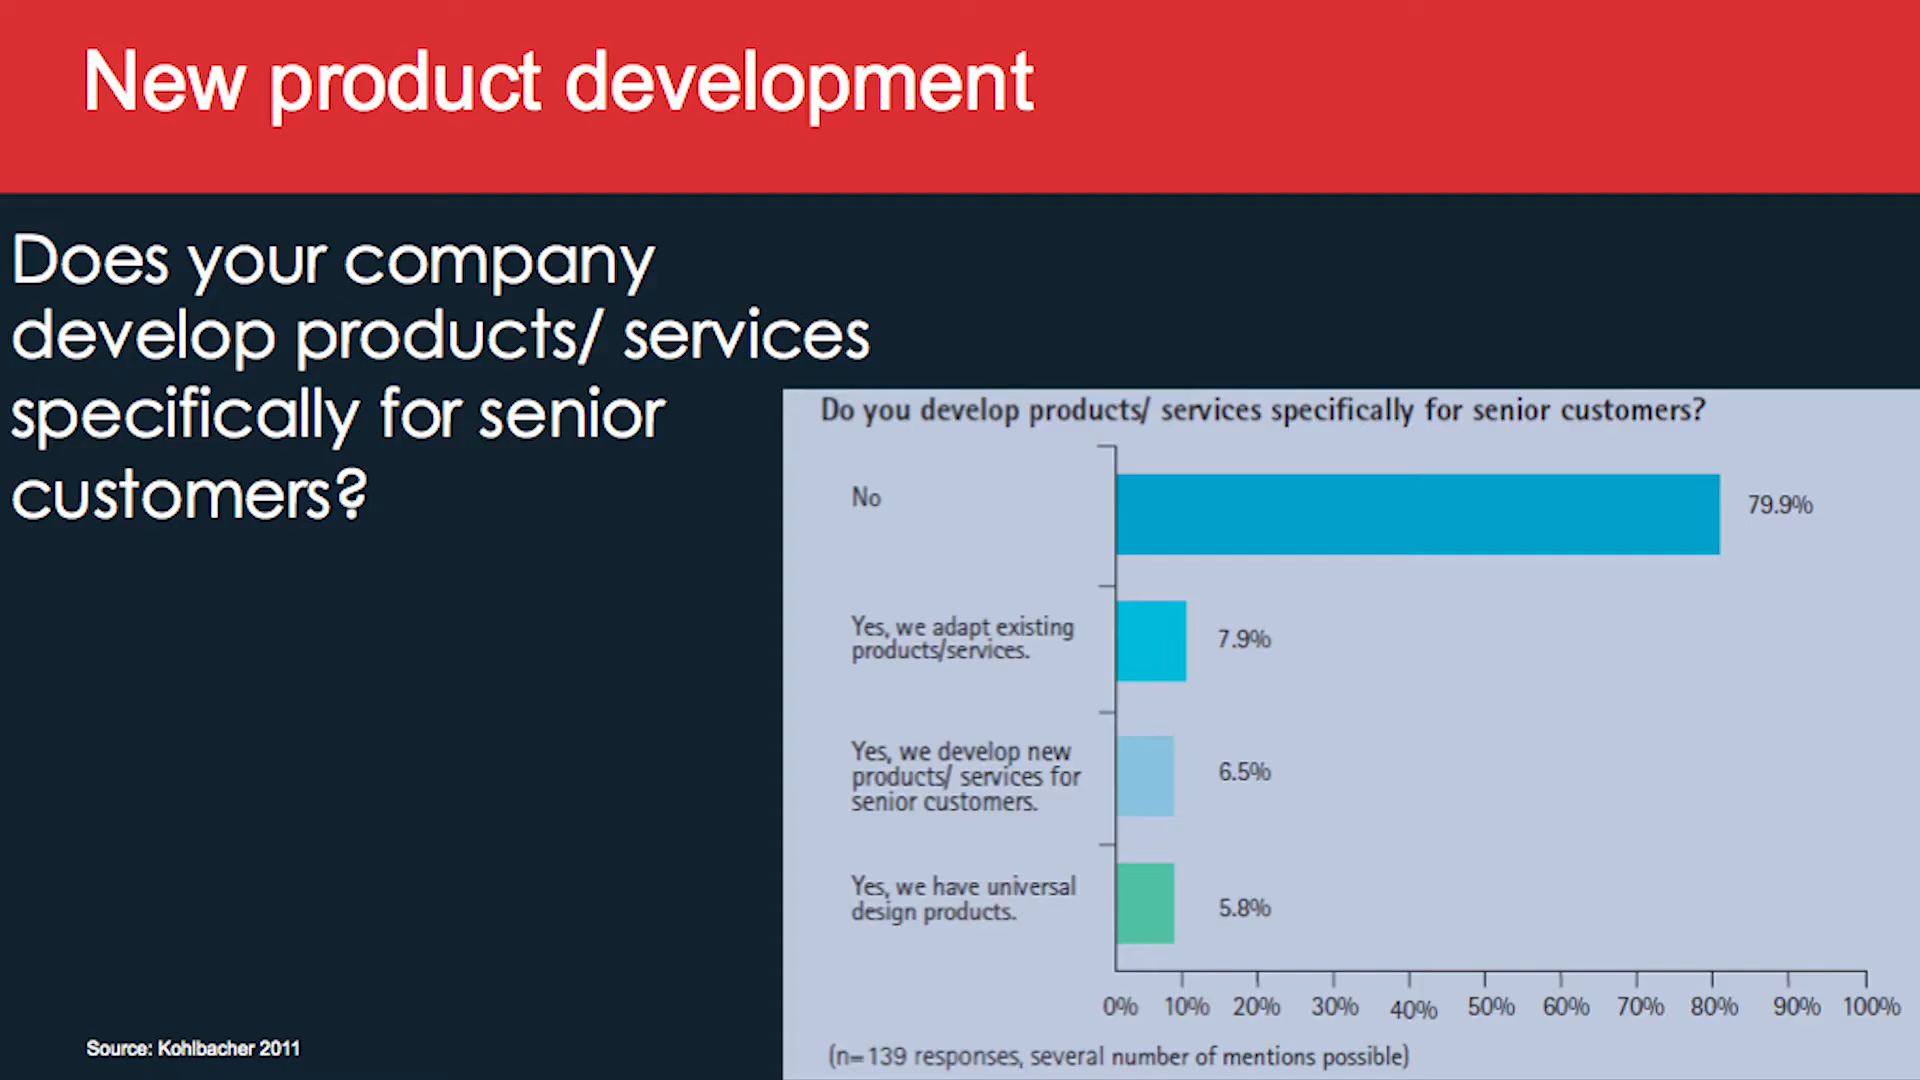 New product development
Does your company
develop products/ services
specifically for senior
customers?
Do you develop products/ services specifically for senior customers?
No
79.9%
Yes, we adapt existing
products/services.
7.9%
Yes, we develop new
products/ services for
senior customers.
6.5%
Yes, we have universal
design products.
5.8%
0% 10% 20% 30% 40% 50% 60% 70% 80% 90% 100%
(n=139 responses, several number of mentions possible)
Source: Kohlbacher 2011